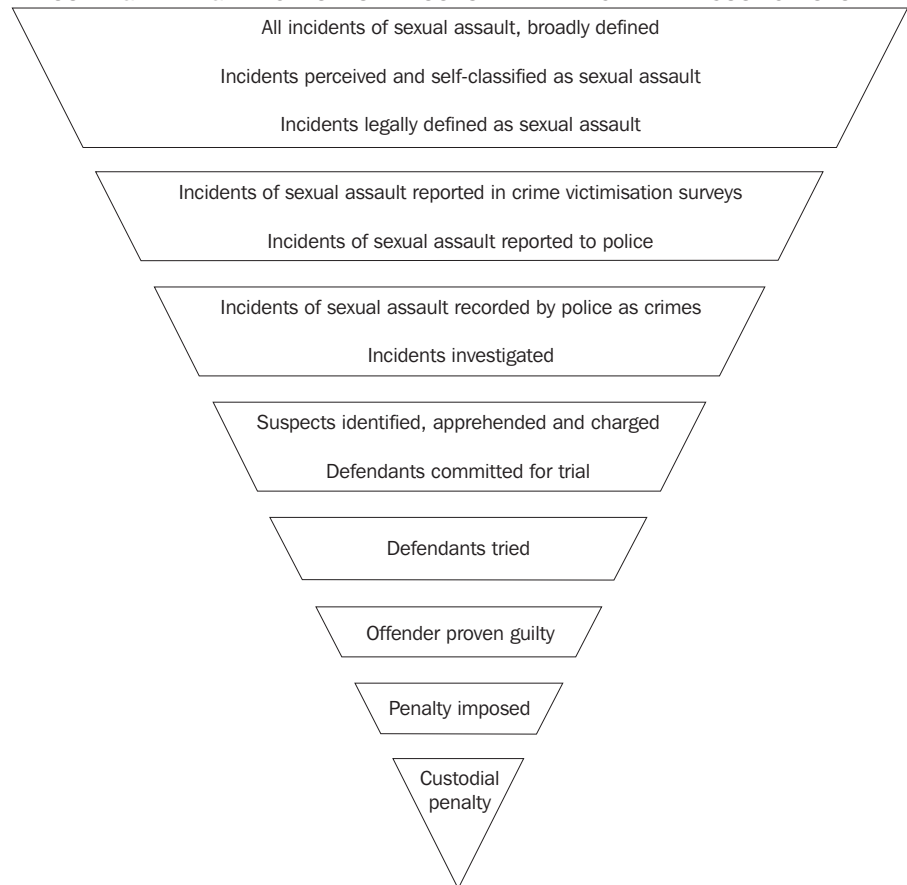 All incidents of sexual assault, broadly defined
Incidents perceived and self-classified as sexual assault
Incidents legally defined as sexual assault
Incidents of sexual assault reported in crime victimisation surveys
Incidents of sexual assault reported to police
Incidents of sexual assault recorded by police as crimes
Incidents investigated
Suspects identified, apprehended and charged
Defendants committed for trial
Defendants tried
Offender proven guilty
Penalty imposed
Custodial
penalty